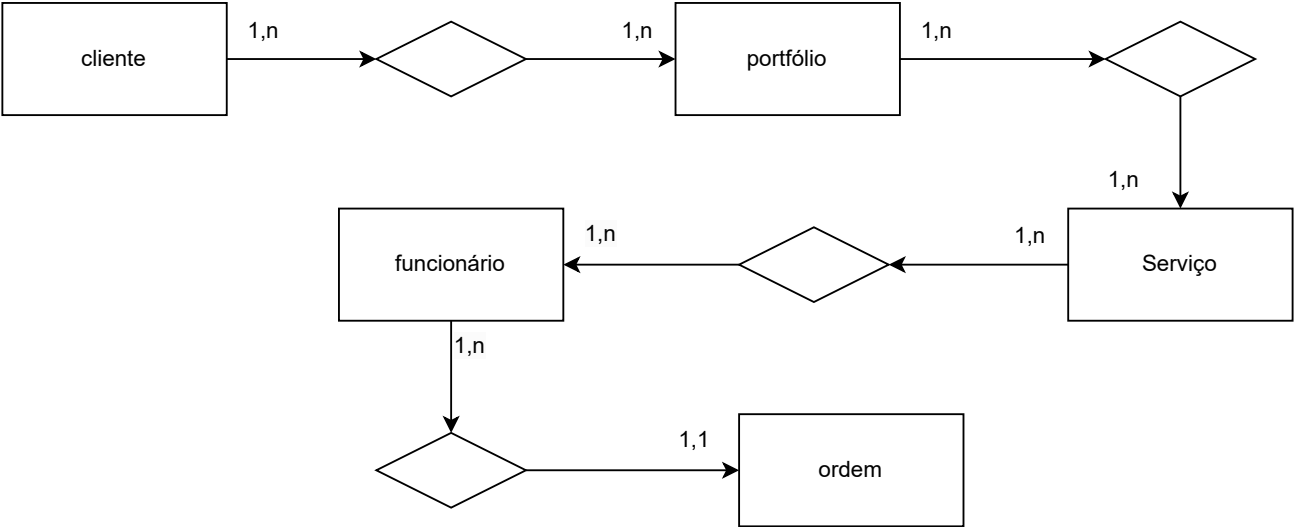 cliente
1,n
1,n
portfólio
1,n
1,n
Serviço
1,n
1,n
funcionário
1,n
1,1
ordem